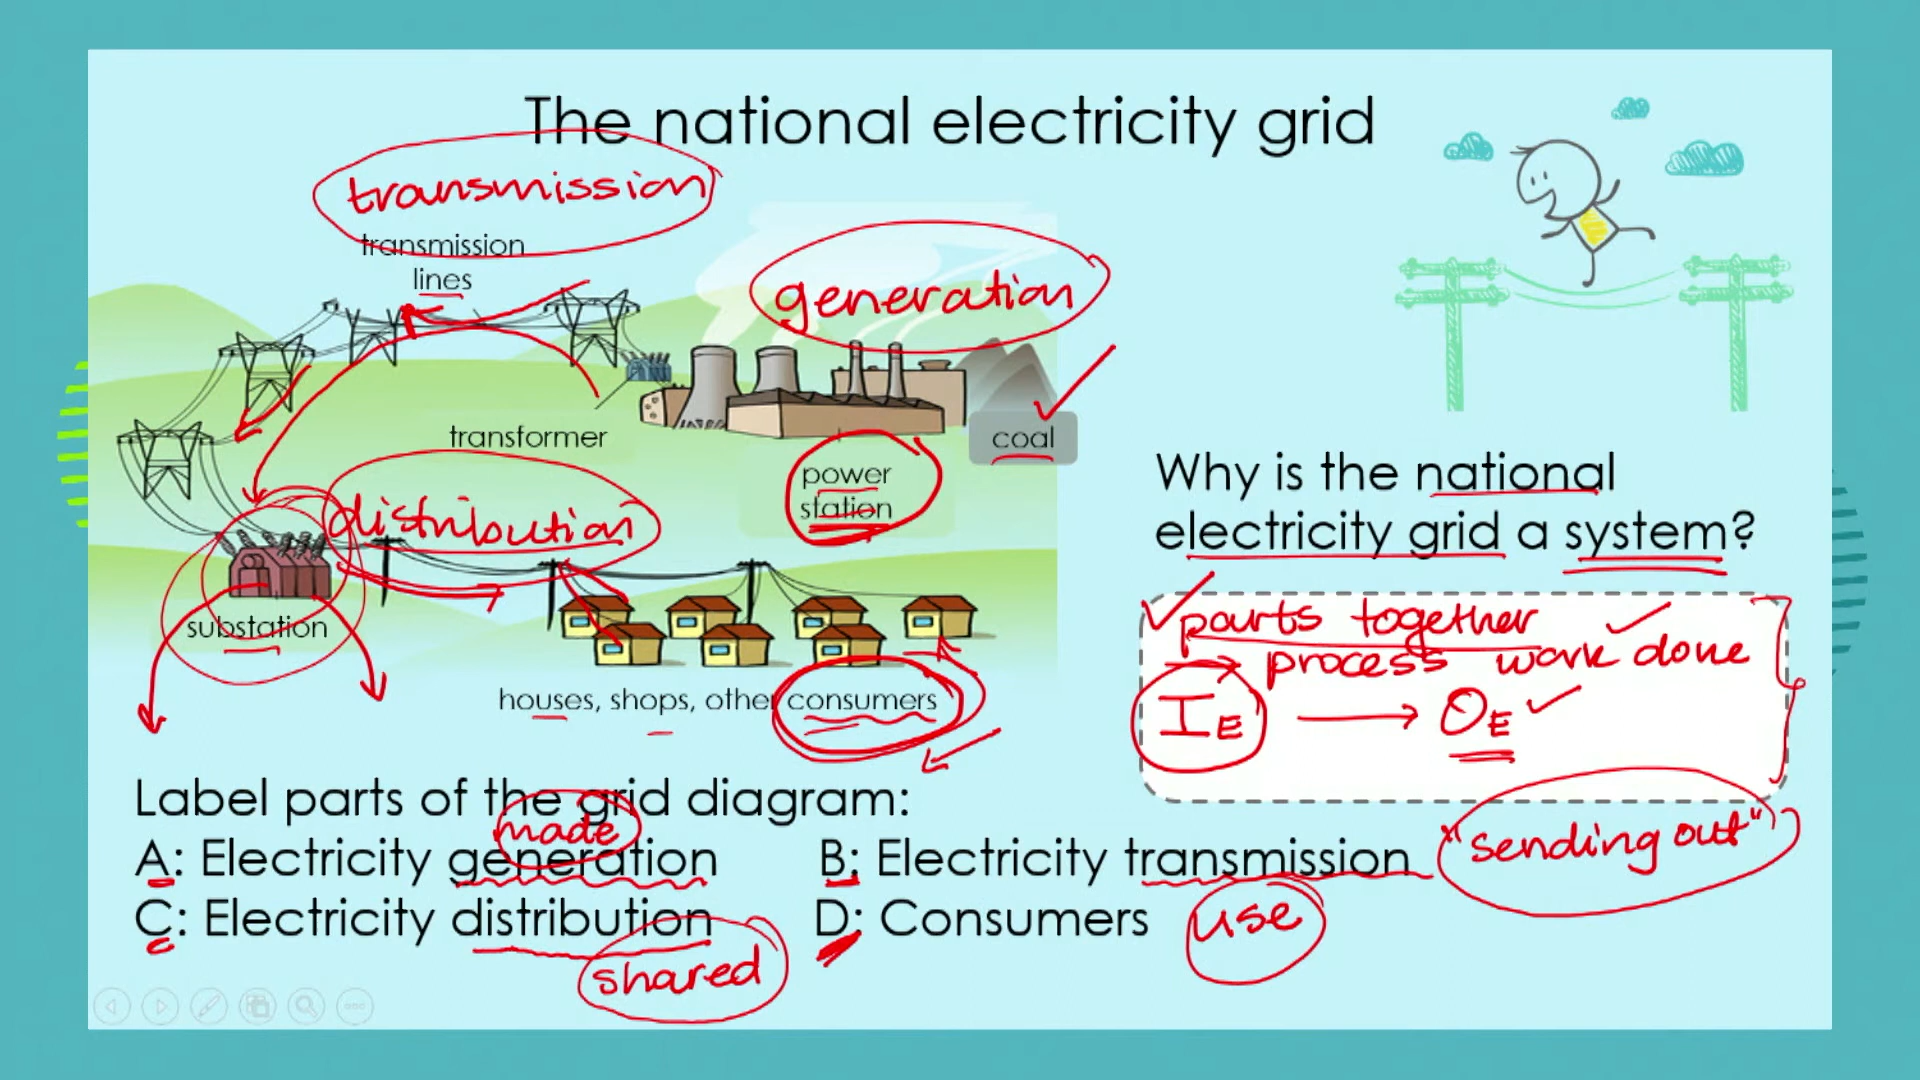 The national electricity grid
transmission
transmission
lines
generation
transformer
coal
power
station
distribution
substation
houses, shops, other consumers
Why is the national
electricity grid a system?
parts together
process work done
I E → O E
Label parts of the grid diagram:
made
A: Electricity generation
B: Electricity transmission
"sending out"
C: Electricity distribution
shared
D: Consumers
use